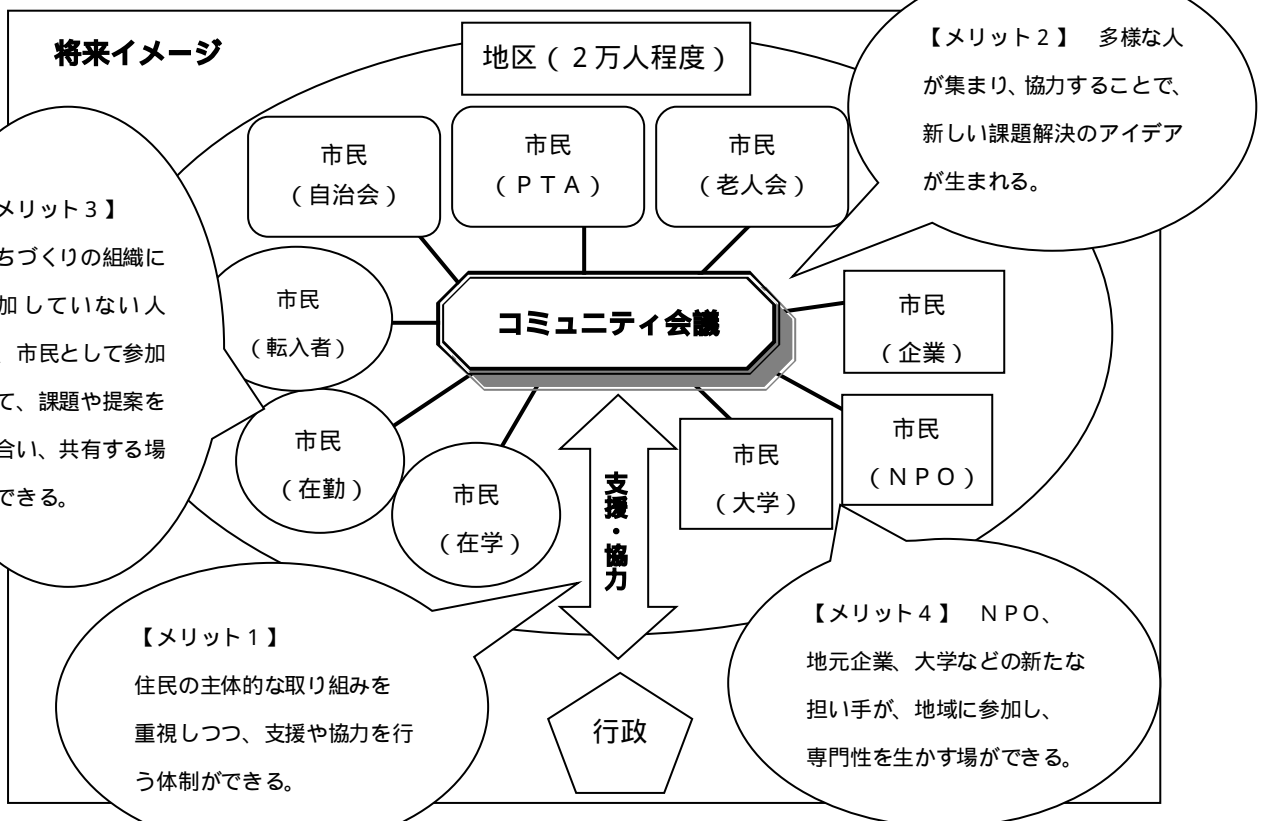 将来イメージ
地区（２万人程度）
【メリット２】　多様な人
が集まり、協力することで、
新しい課題解決のアイデア
が生まれる。
市民
（自治会）
市民
（ＰＴＡ）
市民
（老人会）
メリット３】
ちづくりの組織に
加していない人
、市民として参加
て、課題や提案を
合い、共有する場
できる。
市民
（転入者）
コミュニティ会議
市民
（企業）
市民
（在勤）
市民
（在学）
支援・協力
市民
（大学）
市民
（ＮＰＯ）
【メリット１】
住民の主体的な取り組みを
重視しつつ、支援や協力を行
う体制ができる。
行政
【メリット４】　ＮＰＯ、
地元企業、大学などの新たな
担い手が、地域に参加し、
専門性を生かす場ができる。